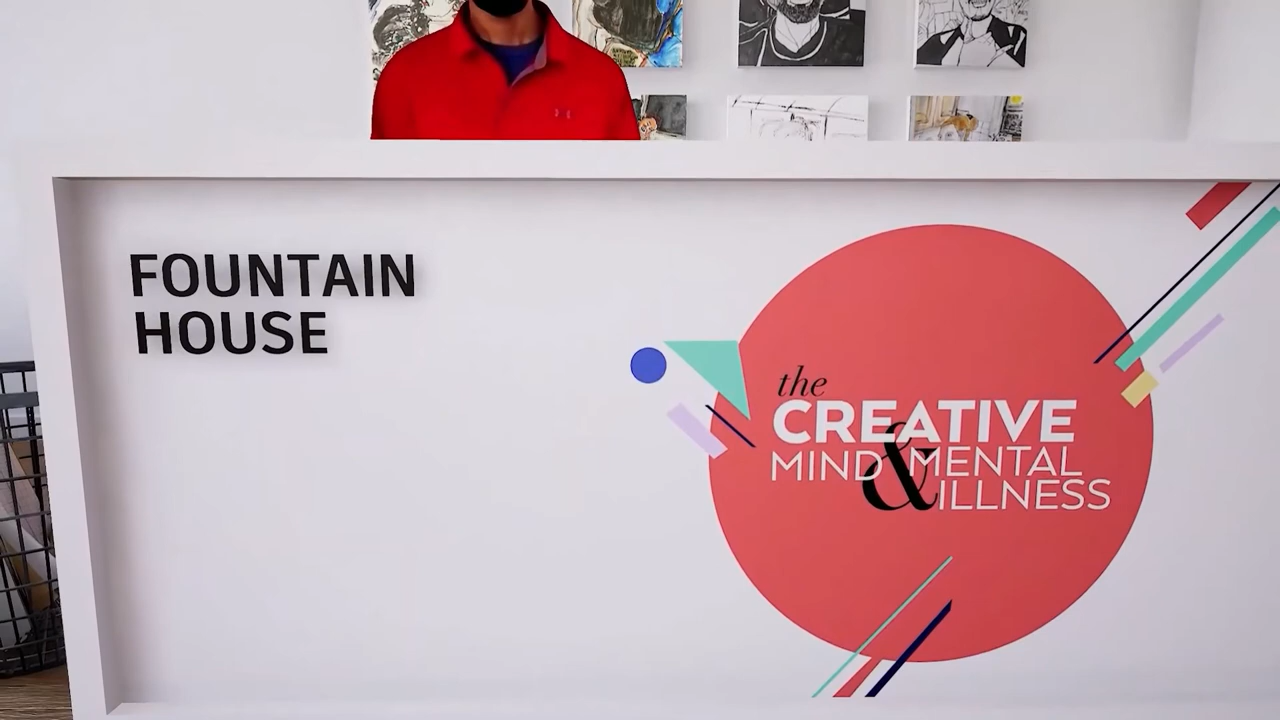 FOUNTAIN
HOUSE
the
CREATIVE
MIND & MENTAL
ILLNESS